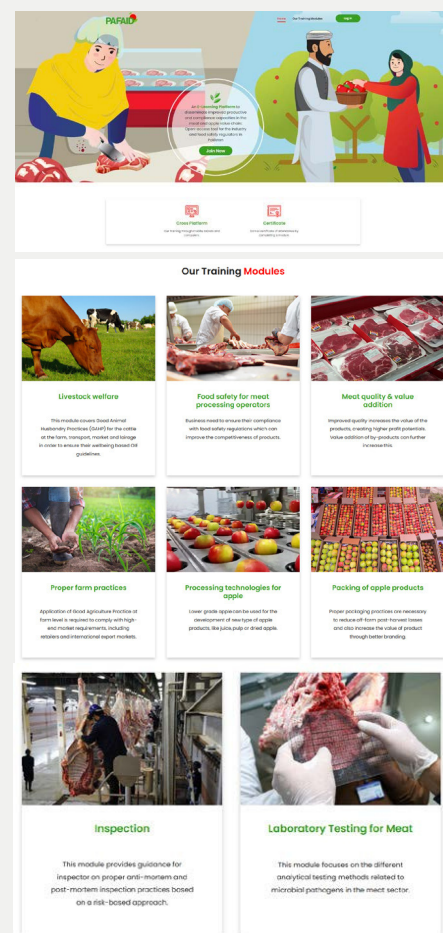 PAFAID
Home Our Training Modules Log In
An E-Learning Platform to
disseminate improved productive
and compliance capacities in the
meat and apple value chain.
Open-access tool for the industry
and food safety regulators in
Pakistan
Join Now
Cross Platform
Certificate
Our Training Modules
Livestock welfare
This module covers Good Animal
Husbandry Practices (GAHP) for the cattle
at the farm, transport, market and lairage
in order to ensure their wellbeing based OIE
guidelines.
Food safety for meat
processing operators
Business need to ensure their compliance
with food safety regulations which can
improve the competitiveness of products.
Meat quality & value
addition
Improved quality increases the value of the
products, creating higher profit potentials.
Value addition of by-products can further
increase this.
Proper farm practices
Application of Good Agriculture Practice at
farm level is required to comply with high-
end market requirements, including
retailers and international export markets.
Processing technologies for
apple
Lower grade apple can be used for the
development of new type of apple
products, like juice, pulp or dried apple.
Packing of apple products
Proper packaging practices are necessary
to reduce off-farm post-harvest losses
and also increase the value of product
through better branding.
Inspection
This module provides guidance for
inspector on proper anti-mortem and
post-mortem inspection practices based
on a risk-based approach.
Laboratory Testing for Meat
This module focuses on the different
analytical testing methods related to
microbial pathogens in the meat sector.